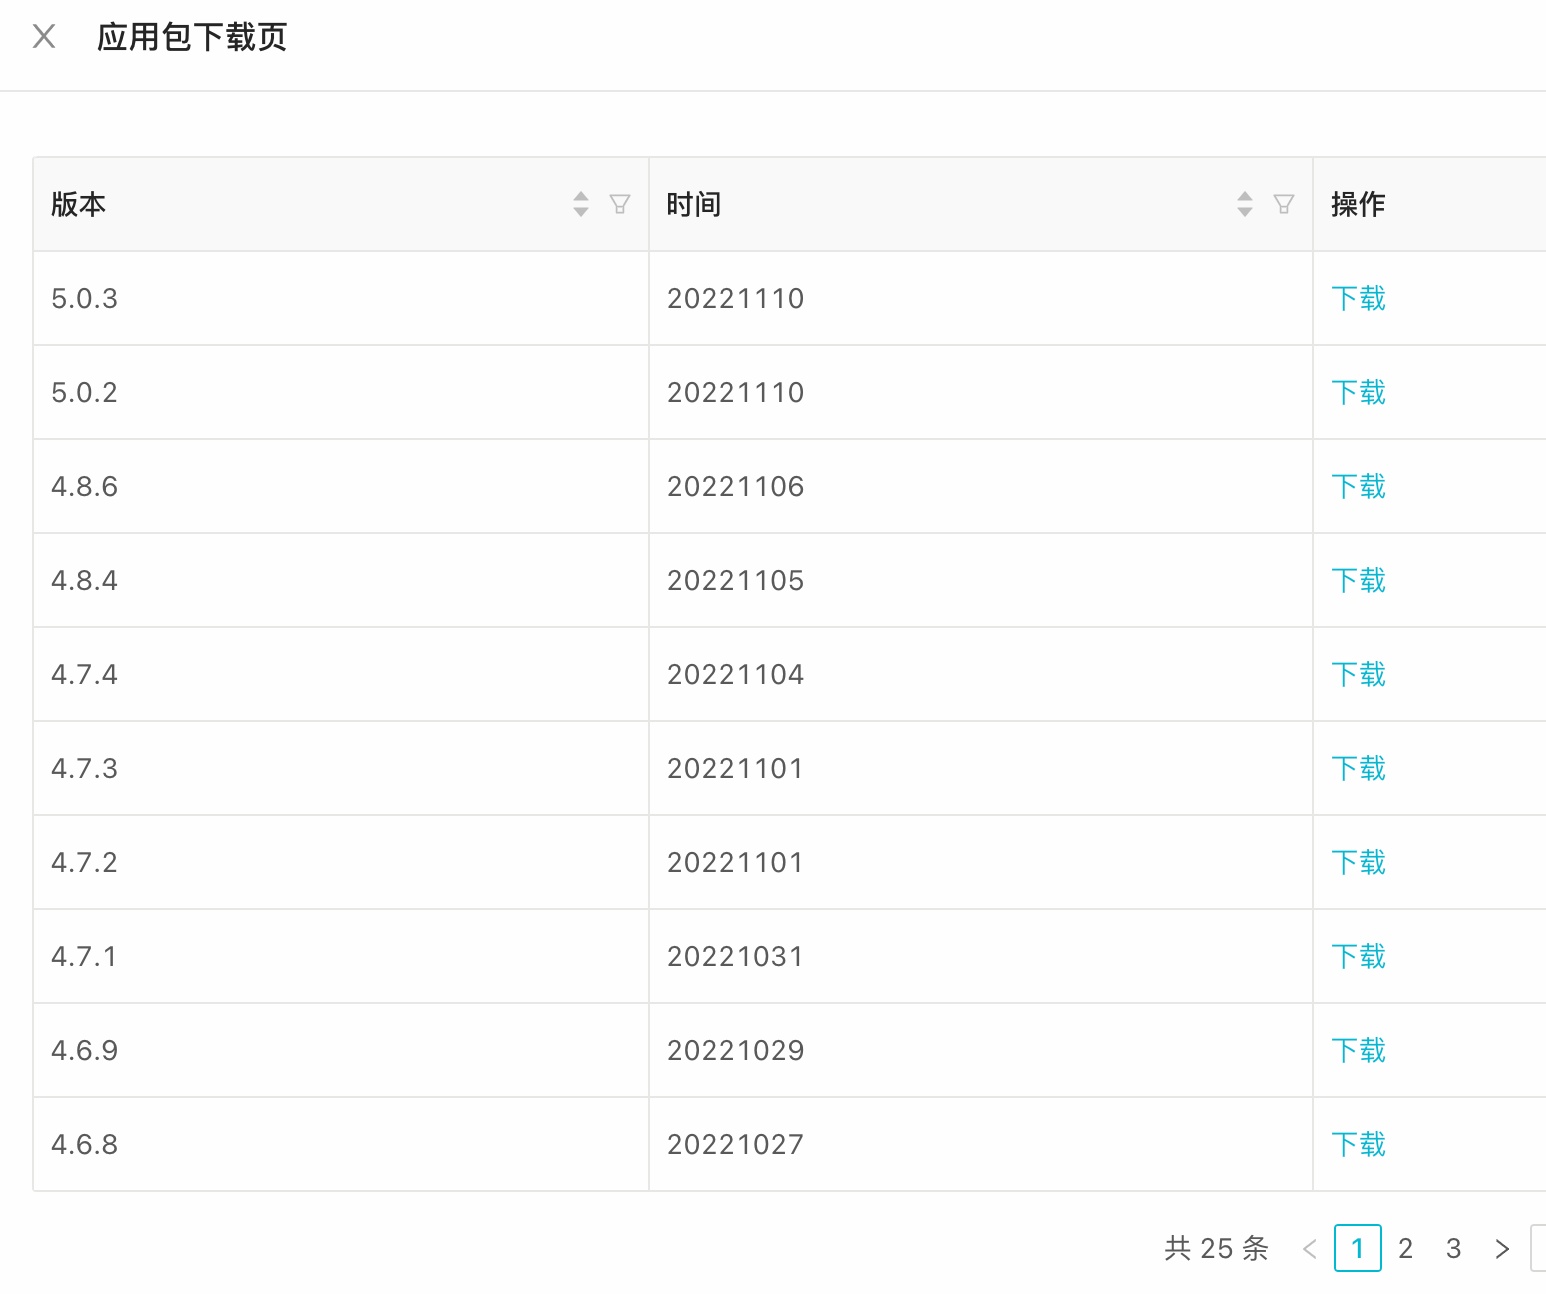 应用包下载页
版本 时间 操作
5.0.3 20221110 下载
5.0.2 20221110 下载
4.8.6 20221106 下载
4.8.4 20221105 下载
4.7.4 20221104 下载
4.7.3 20221101 下载
4.7.2 20221101 下载
4.7.1 20221031 下载
4.6.9 20221029 下载
4.6.8 20221027 下载
共 25 条 < 1 2 3 >